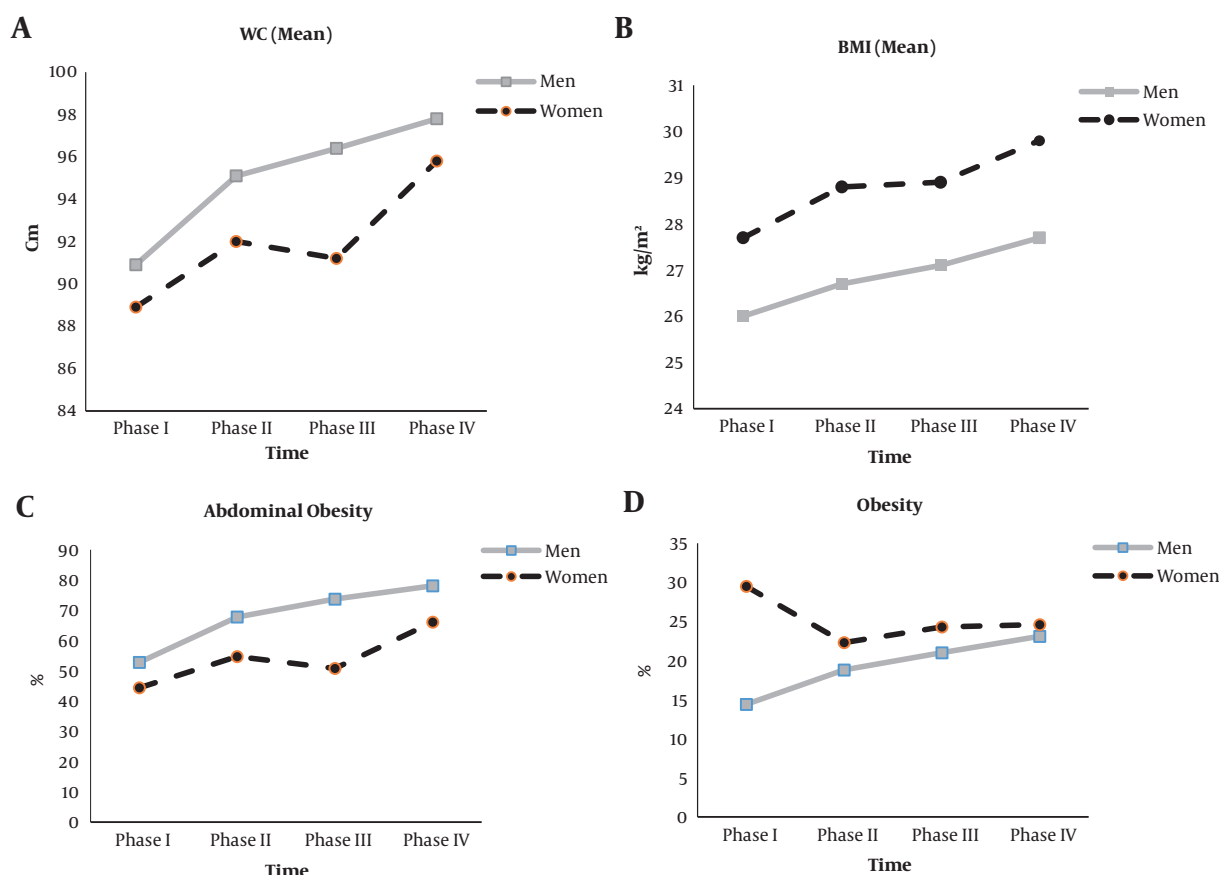 A
WC (Mean)
Cm
100
98
96
94
92
90
88
86
84
Phase I Phase II Phase III Phase IV
Time
Men
Women
B
BMI (Mean)
kg/m²
31
30
29
28
27
26
25
24
Phase I Phase II Phase III Phase IV
Time
Men
Women
C
Abdominal Obesity
%
90
80
70
60
50
40
30
20
10
0
Phase I Phase II Phase III Phase IV
Time
Men
Women
D
Obesity
%
35
30
25
20
15
10
5
0
Phase I Phase II Phase III Phase IV
Time
Men
Women